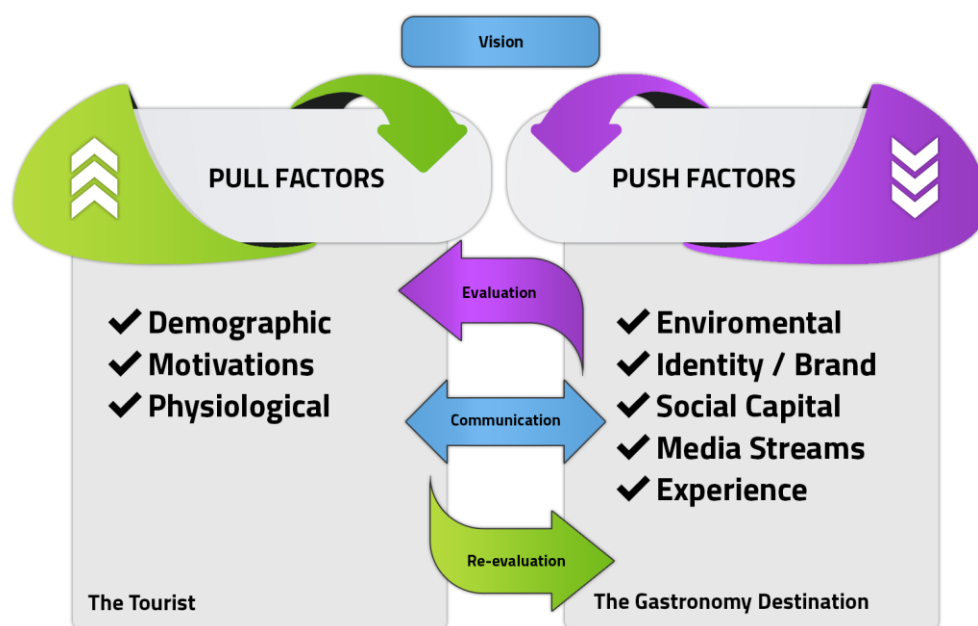 Vision
PULL FACTORS
PUSH FACTORS
Evaluation
Demographic
Motivations
Physiological
Enviromental
Identity / Brand
Social Capital
Media Streams
Experience
Communication
Re-evaluation
The Tourist
The Gastronomy Destination